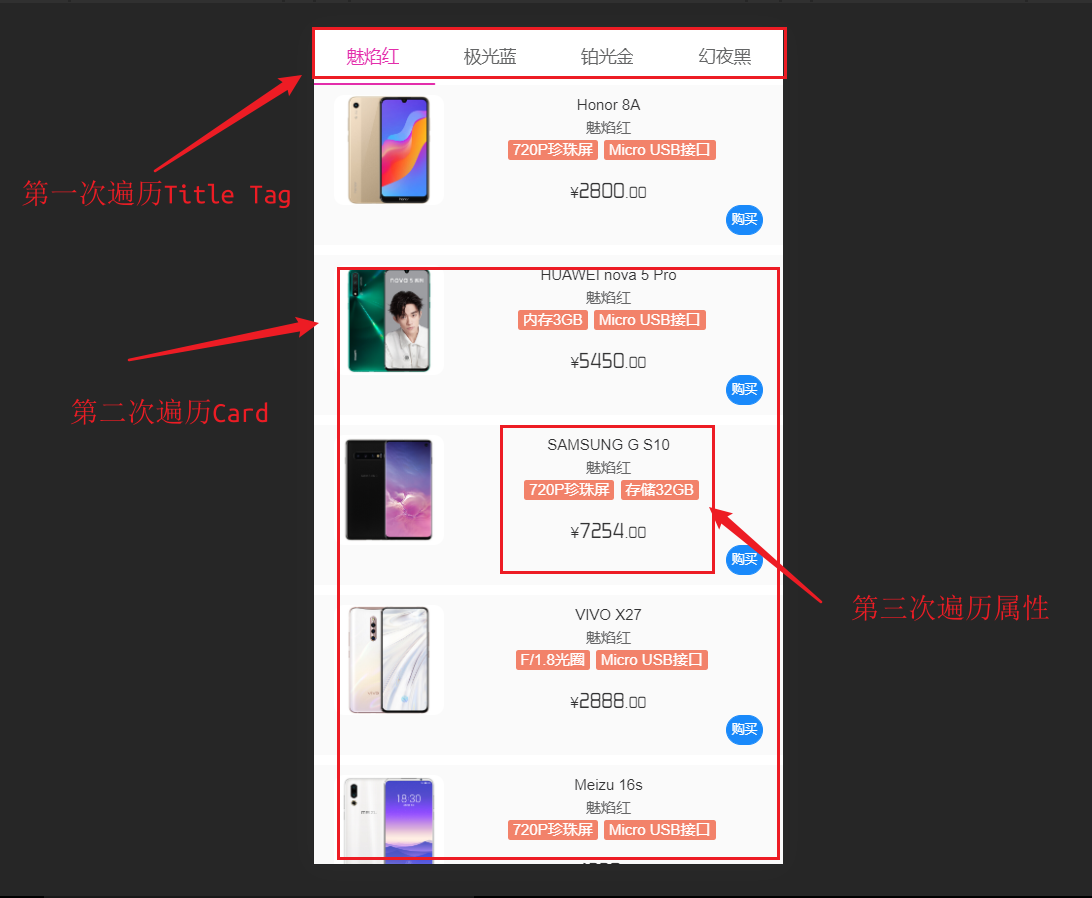 魅焰红 极光蓝 铂光金 幻夜黑
Honor 8A
魅焰红
720P珍珠屏 Micro USB接口
¥2800.00
购买
第一次遍历Title Tag
HUAWEI nova 5 Pro
魅焰红
内存3GB Micro USB接口
¥5450.00
购买
第二次遍历Card
SAMSUNG G S10
魅焰红
720P珍珠屏 存储32GB
¥7254.00
购买
第三次遍历属性
VIVO X27
魅焰红
F/1.8光圈 Micro USB接口
¥2888.00
购买
Meizu 16s
18:30
魅焰红
720P珍珠屏 Micro USB接口